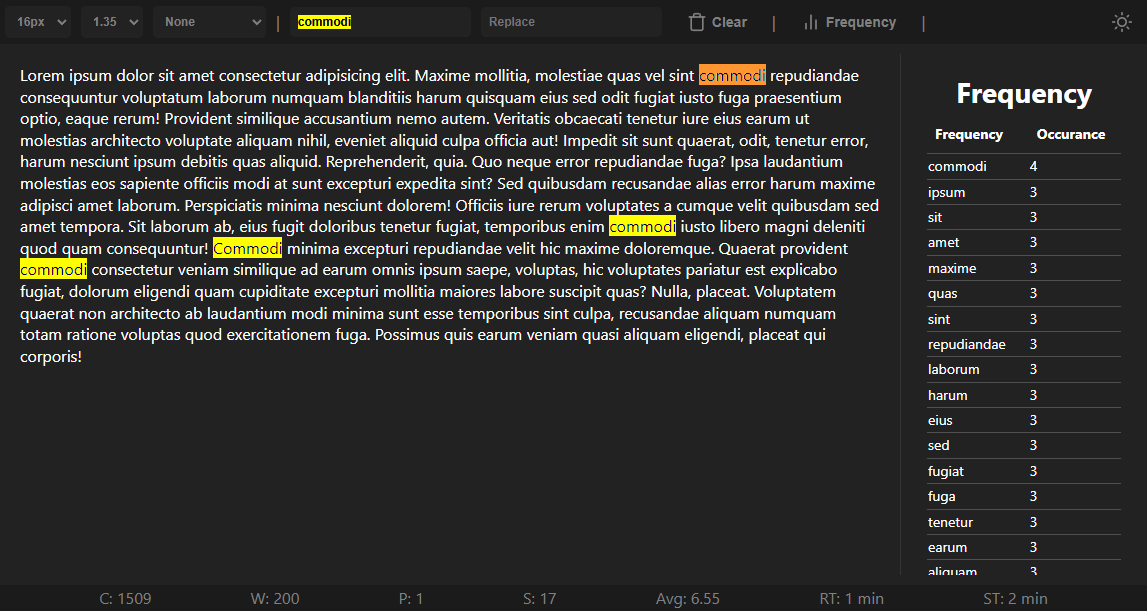 16px 1.35 None | commodi Replace Clear | Frequency |
Lorem ipsum dolor sit amet consectetur adipisicing elit. Maxime mollitia, molestiae quas vel sint commodi repudiandae
consequuntur voluptatum laborum numquam blanditiis harum quisquam eius sed odit fugiat iusto fuga praesentium
optio, eaque rerum! Provident similique accusantium nemo autem. Veritatis obcaecati tenetur iure eius earum ut
molestias architecto voluptate aliquam nihil, eveniet aliquid culpa officia aut! Impedit sit sunt quaerat, odit, tenetur error,
harum nesciunt ipsum debitis quas aliquid. Reprehenderit, quia. Quo neque error repudiandae fuga? Ipsa laudantium
molestias eos sapiente officiis modi at sunt excepturi expedita sint? Sed quibusdam recusandae alias error harum maxime
adipisci amet laborum. Perspiciatis minima nesciunt dolorem! Officiis iure rerum voluptates a cumque velit quibusdam sed
amet tempora. Sit laborum ab, eius fugit doloribus tenetur fugiat, temporibus enim commodi iusto libero magni deleniti
quod quam consequuntur! Commodi minima excepturi repudiandae velit hic maxime doloremque. Quaerat provident
commodi consectetur veniam similique ad earum omnis ipsum saepe, voluptas, hic voluptates pariatur est explicabo
fugiat, dolorum eligendi quam cupiditate excepturi mollitia maiores labore suscipit quas? Nulla, placeat. Voluptatem
quaerat non architecto ab laudantium modi minima sunt esse temporibus sint culpa, recusandae aliquam numquam
totam ratione voluptas quod exercitationem fuga. Possimus quis earum veniam quasi aliquam eligendi, placeat qui
corporis!
Frequency
Frequency Occurance
commodi 4
ipsum 3
sit 3
amet 3
maxime 3
quas 3
sint 3
repudiandae 3
laborum 3
harum 3
eius 3
sed 3
fugiat 3
fuga 3
tenetur 3
earum 3
aliquam 3
C: 1509 W: 200 P: 1 S: 17 Avg: 6.55 RT: 1 min ST: 2 min